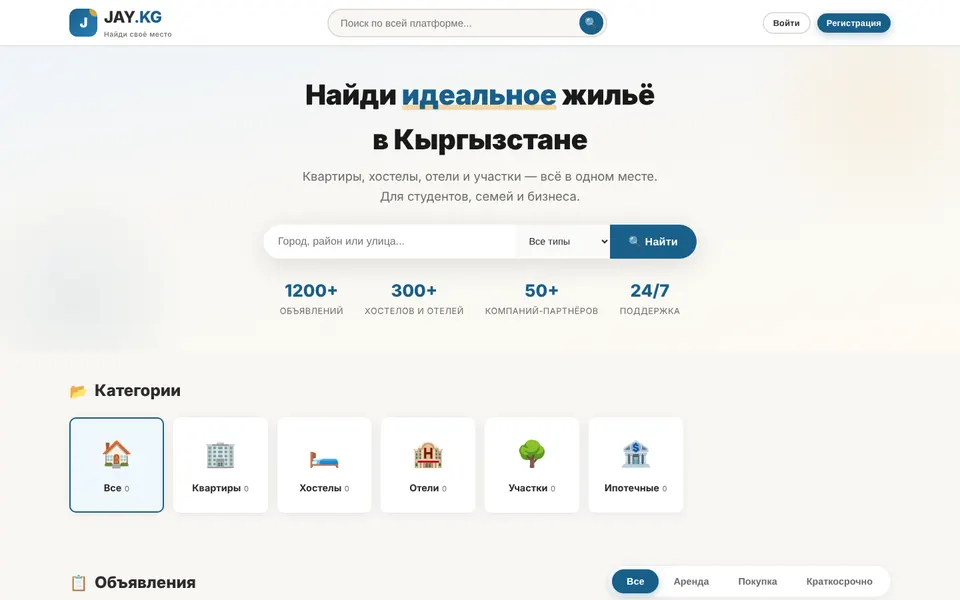 J
JAY.KG
Найди своё место
Поиск по всей платформе...
Войти
Регистрация
Найди идеальное жильё
в Кыргызстане
Квартиры, хостелы, отели и участки — всё в одном месте.
Для студентов, семей и бизнеса.
Город, район или улица...
Все типы
Найти
1200+
ОБЪЯВЛЕНИЙ
300+
ХОСТЕЛОВ И ОТЕЛЕЙ
50+
КОМПАНИЙ-ПАРТНЁРОВ
24/7
ПОДДЕРЖКА
Категории
Все 0
Квартиры 0
Хостелы 0
Отели 0
Участки 0
Ипотечные 0
Объявления
Все
Аренда
Покупка
Краткосрочно